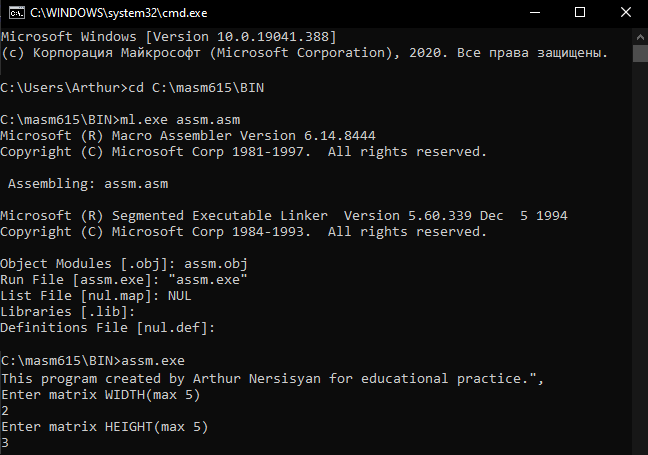 C:\WINDOWS\system32\cmd.exe
Microsoft Windows [Version 10.0.19041.388]
(c) Корпорация Майкрософт (Microsoft Corporation), 2020. Все права защищены.
C:\Users\Arthur>cd C:\masm615\BIN
C:\masm615\BIN>ml.exe assm.asm
Microsoft (R) Macro Assembler Version 6.14.8444
Copyright (C) Microsoft Corp 1981-1997.  All rights reserved.
 Assembling: assm.asm
Microsoft (R) Segmented Executable Linker  Version 5.60.339 Dec  5 1994
Copyright (C) Microsoft Corp 1984-1993.  All rights reserved.
Object Modules [.obj]: assm.obj
Run File [assm.exe]: "assm.exe"
List File [nul.map]: NUL
Libraries [.lib]:
Definitions File [nul.def]:
C:\masm615\BIN>assm.exe
This program created by Arthur Nersisyan for educational practice.",
Enter matrix WIDTH(max 5)
2
Enter matrix HEIGHT(max 5)
3